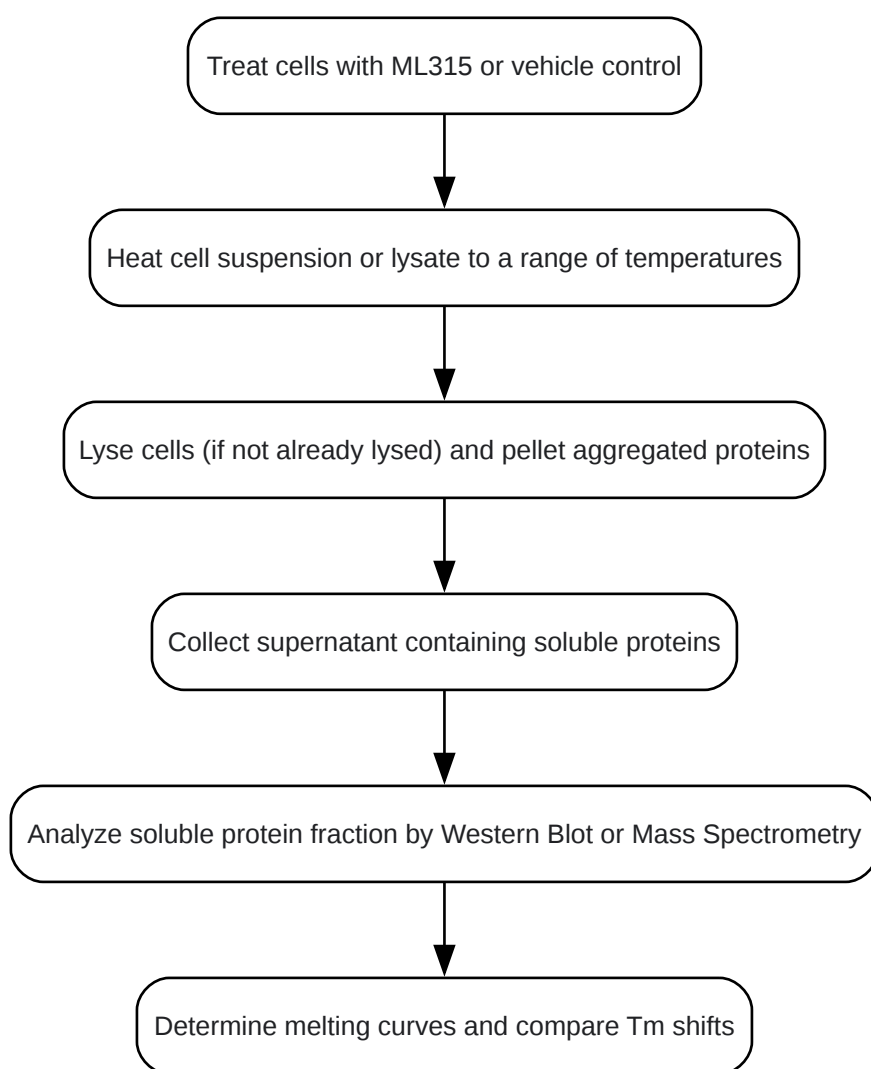 Treat cells with ML315 or vehicle control
Heat cell suspension or lysate to a range of temperatures
Lyse cells (if not already lysed) and pellet aggregated proteins
Collect supernatant containing soluble proteins
Analyze soluble protein fraction by Western Blot or Mass Spectrometry
Determine melting curves and compare Tm shifts